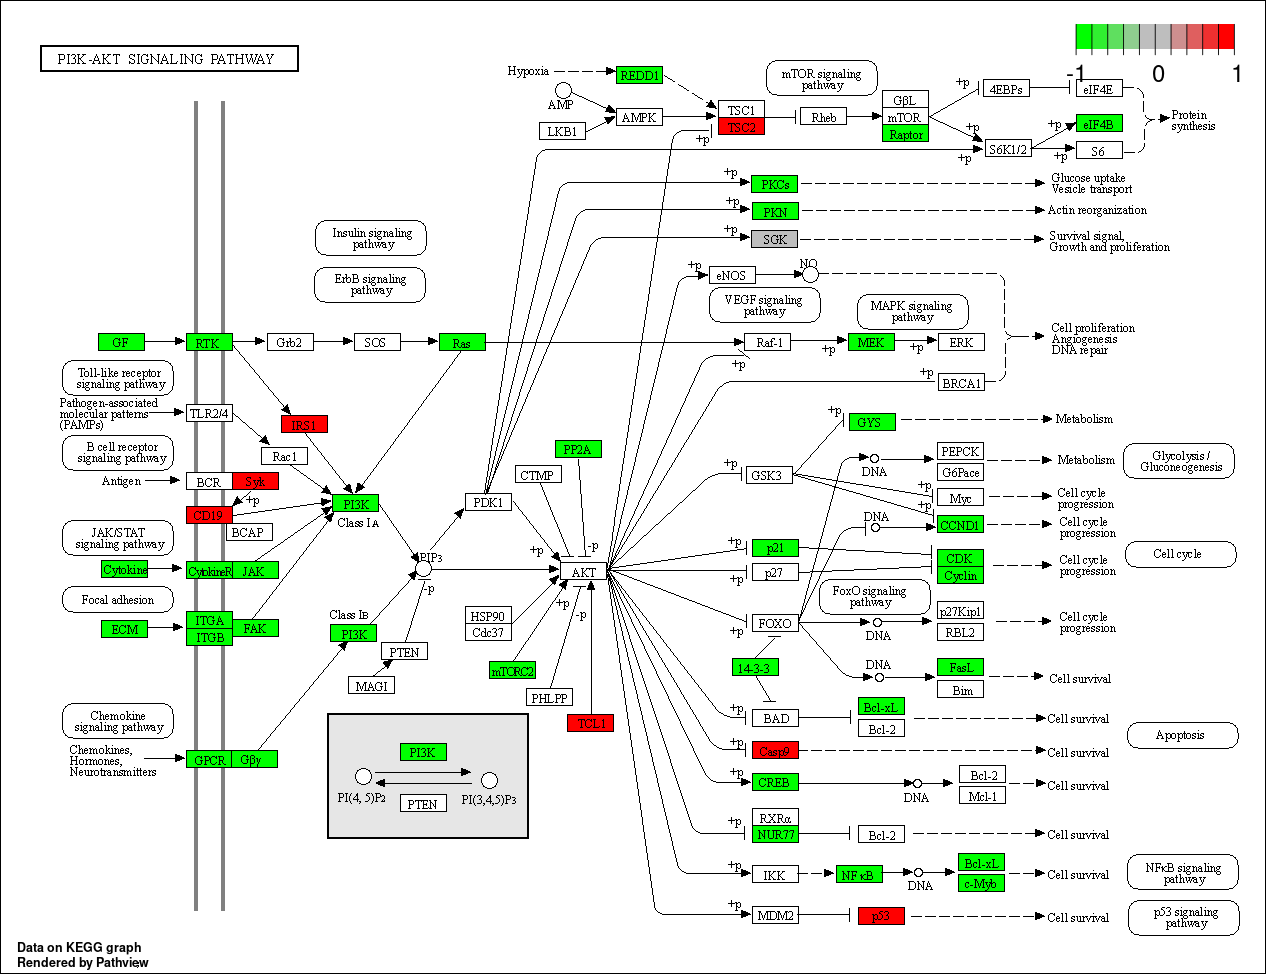 PI3K-AKT SIGNALING PATHWAY
-1
0
1
Hypoxia
REDD1
mTOR signaling
pathway
AMP
LKB1
AMPK
TSC1
TSC2
+p
Rheb
GβL
mTOR
Raptor
+p
4EBPs
eIF4E
+p
+p
S6K1/2
+p
eIF4B
+p
S6
Protein
synthesis
+p
PKCs
Glucose uptake
Vesicle transport
+p
PKN
Actin reorganization
+p
SGK
Survival signal,
Growth and proliferation
Insulin signaling
pathway
ErbB signaling
pathway
+p
eNOS
NO
VEGF signaling
pathway
MAPK signaling
pathway
GF
RTK
Grb2
SOS
Ras
Raf-1
+p
+p
MEK
+p
ERK
Cell proliferation
Angiogenesis
DNA repair
+p
BRCA1
Toll-like receptor
signaling pathway
Pathogen-associated
molecular patterns
(PAMPs)
TLR2/4
IRS1
Rac1
B cell receptor
signaling pathway
Antigen
BCR
Syk
+p
CD19
BCAP
PI3K
Class IA
PDK1
CTMP
PP2A
+p
GYS
Metabolism
+p
GSK3
DNA
PEPCK
G6Pace
Metabolism
Glycolysis /
Gluconeogenesis
+p
Myc
Cell cycle
progression
DNA
+p
CCND1
Cell cycle
progression
JAK/STAT
signaling pathway
Cytokine
CytokineR
JAK
PIP3
+p
-p
AKT
+p
p21
+p
p27
CDK
Cyclin
Cell cycle
progression
Cell cycle
Focal adhesion
ECM
ITGA
ITGB
FAK
Class IB
PI3K
-p
PTEN
MAGI
HSP90
Cdc37
+p
-p
mTORC2
PHLPP
TCL1
FoxO signaling
pathway
+p
FOXO
DNA
p27Kip1
RBL2
Cell cycle
progression
14-3-3
DNA
FasL
Bim
Cell survival
Chemokine
signaling pathway
Chemokines,
Hormones,
Neurotransmitters
GPCR
Gβγ
PI3K
PI(4, 5)P2
PI(3,4,5)P3
PTEN
+p
BAD
Bcl-xL
Bcl-2
Cell survival
Apoptosis
+p
Casp9
Cell survival
+p
CREB
DNA
Bcl-2
Mcl-1
Cell survival
+p
RXRα
NUR77
Bcl-2
Cell survival
+p
IKK
NFκB
DNA
Bcl-xL
c-Myb
Cell survival
NFκB signaling
pathway
+p
MDM2
p53
Cell survival
p53 signaling
pathway
Data on KEGG graph
Rendered by Pathview